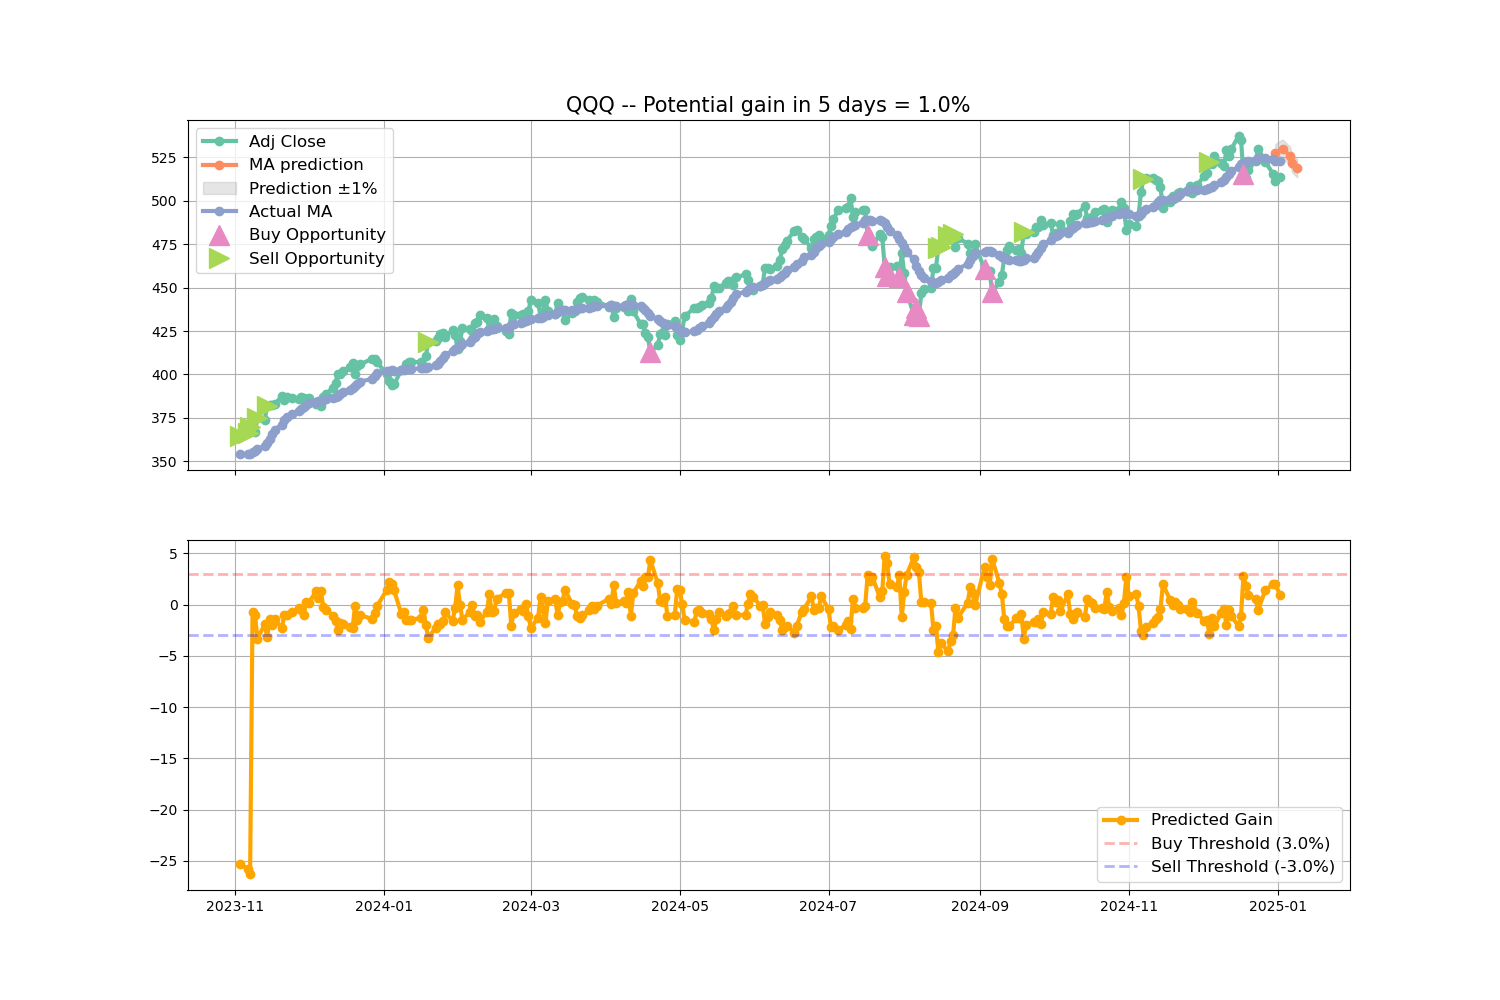 QQQ -- Potential gain in 5 days = 1.0%
Adj Close
MA prediction
Prediction ±1%
Actual MA
Buy Opportunity
Sell Opportunity
525
500
475
450
425
400
375
350
5
0
−5
−10
−15
−20
−25
Predicted Gain
Buy Threshold (3.0%)
Sell Threshold (-3.0%)
2023-11
2024-01
2024-03
2024-05
2024-07
2024-09
2024-11
2025-01